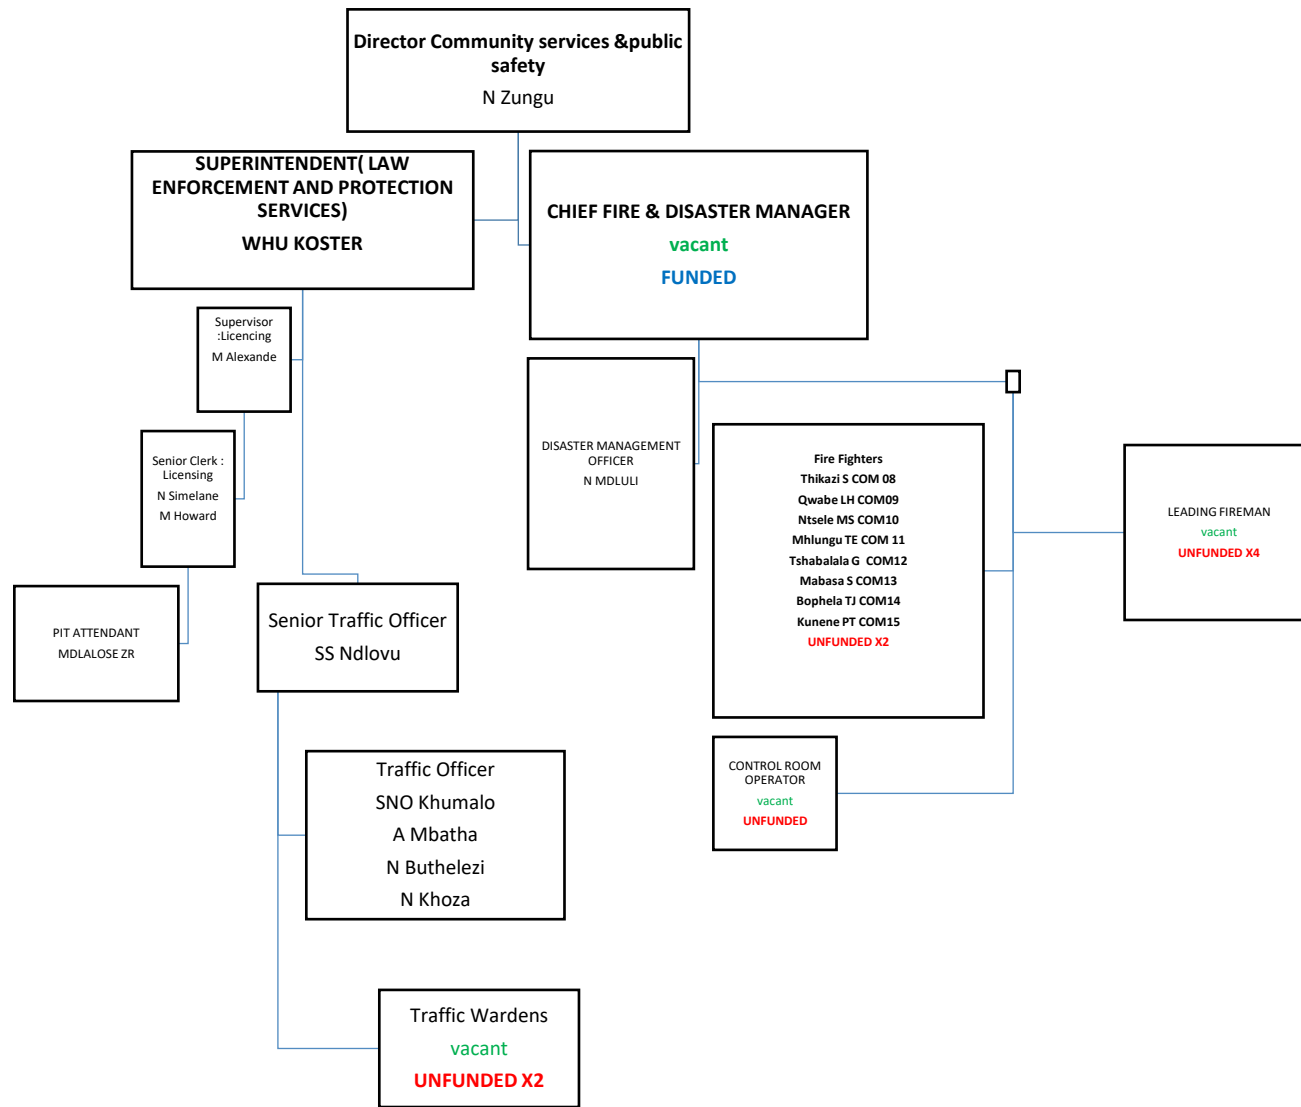 Director Community services &public
safety
N Zungu
SUPERINTENDENT( LAW
ENFORCEMENT AND PROTECTION
SERVICES)
WHU KOSTER
CHIEF FIRE & DISASTER MANAGER
vacant
FUNDED
Supervisor
:Licencing
M Alexande
Senior Clerk :
Licensing
N Simelane
M Howard
PIT ATTENDANT
MDLALOSE ZR
Senior Traffic Officer
SS Ndlovu
Traffic Officer
SNO Khumalo
A Mbatha
N Buthelezi
N Khoza
Traffic Wardens
vacant
UNFUNDED X2
DISASTER MANAGEMENT
OFFICER
N MDLULI
Fire Fighters
Thikazi S COM 08
Qwabe LH COM09
Ntsele MS COM10
Mhlungu TE COM 11
Tshabalala G  COM12
Mabasa S COM13
Bophela TJ COM14
Kunene PT COM15
UNFUNDED X2
CONTROL ROOM
OPERATOR
vacant
UNFUNDED
LEADING FIREMAN
vacant
UNFUNDED X4